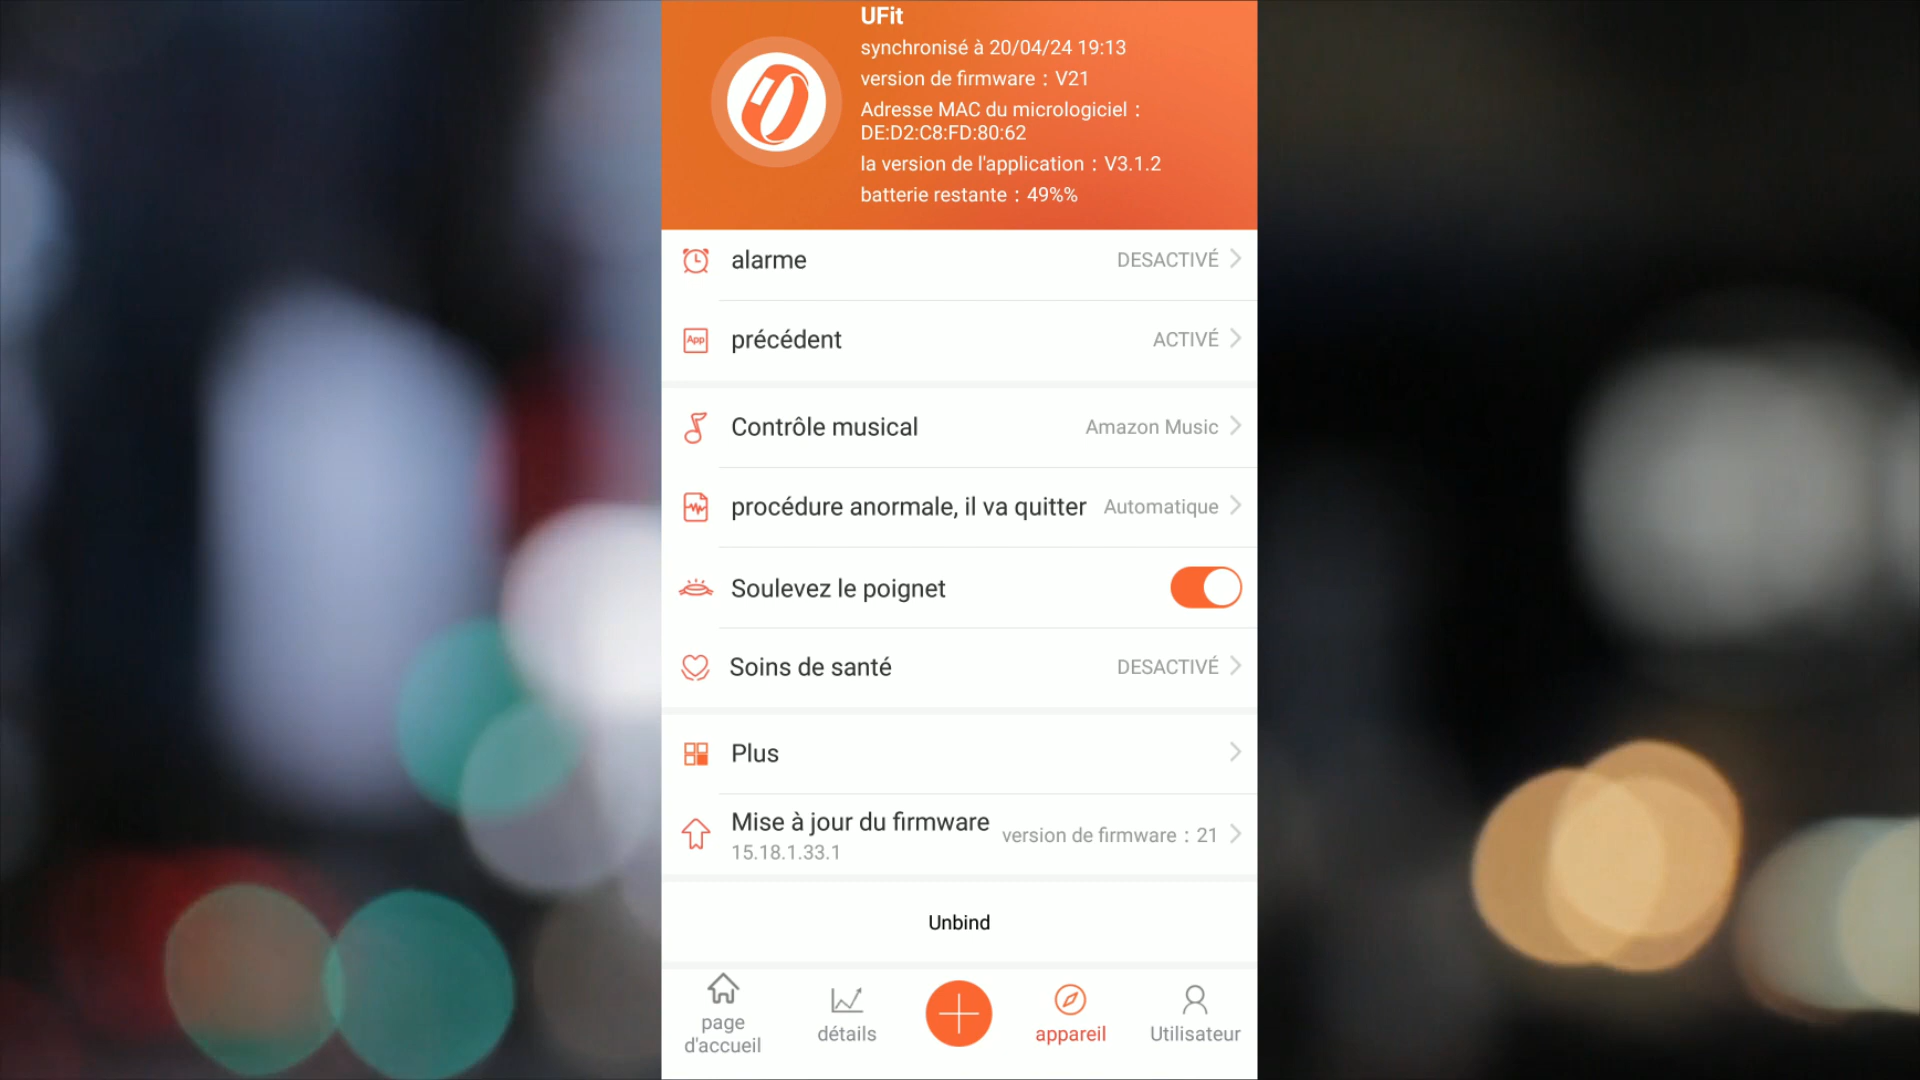 UFit
synchronisé à 20/04/24 19:13
version de firmware : V21
Adresse MAC du micrologiciel :
DE:D2:C8:FD:80:62
la version de l'application : V3.1.2
batterie restante : 49%%
alarme DESACTIVÉ
App
précédent ACTIVÉ
Contrôle musical Amazon Music
procédure anormale, il va quitter Automatique
Soulevez le poignet
Soins de santé DESACTIVÉ
Plus
Mise à jour du firmware version de firmware : 21
15.18.1.33.1
Unbind
page
d'accueil
détails
appareil
Utilisateur